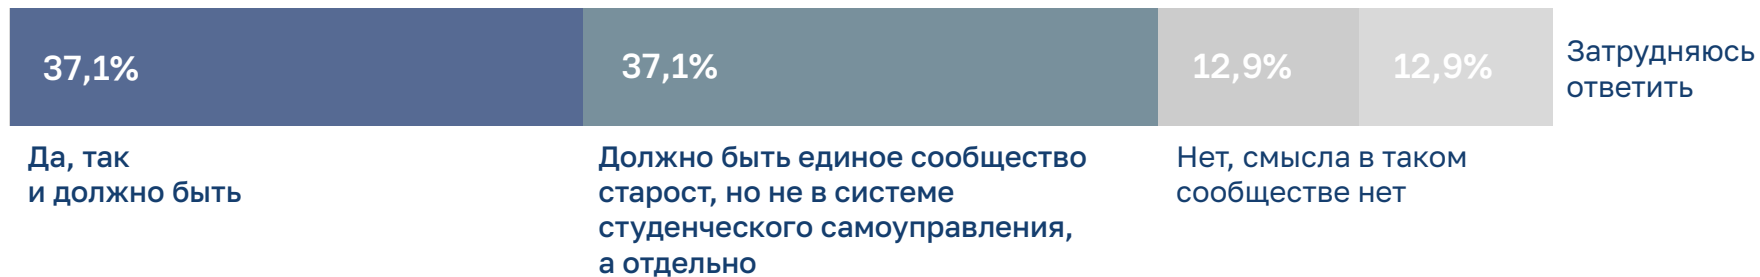 37,1%
37,1%
12,9%
12,9%
Затрудняюсь
ответить
Да, так
и должно быть
Должно быть единое сообщество
старост, но не в системе
студенческого самоуправления,
а отдельно
Нет, смысла в таком
сообществе нет